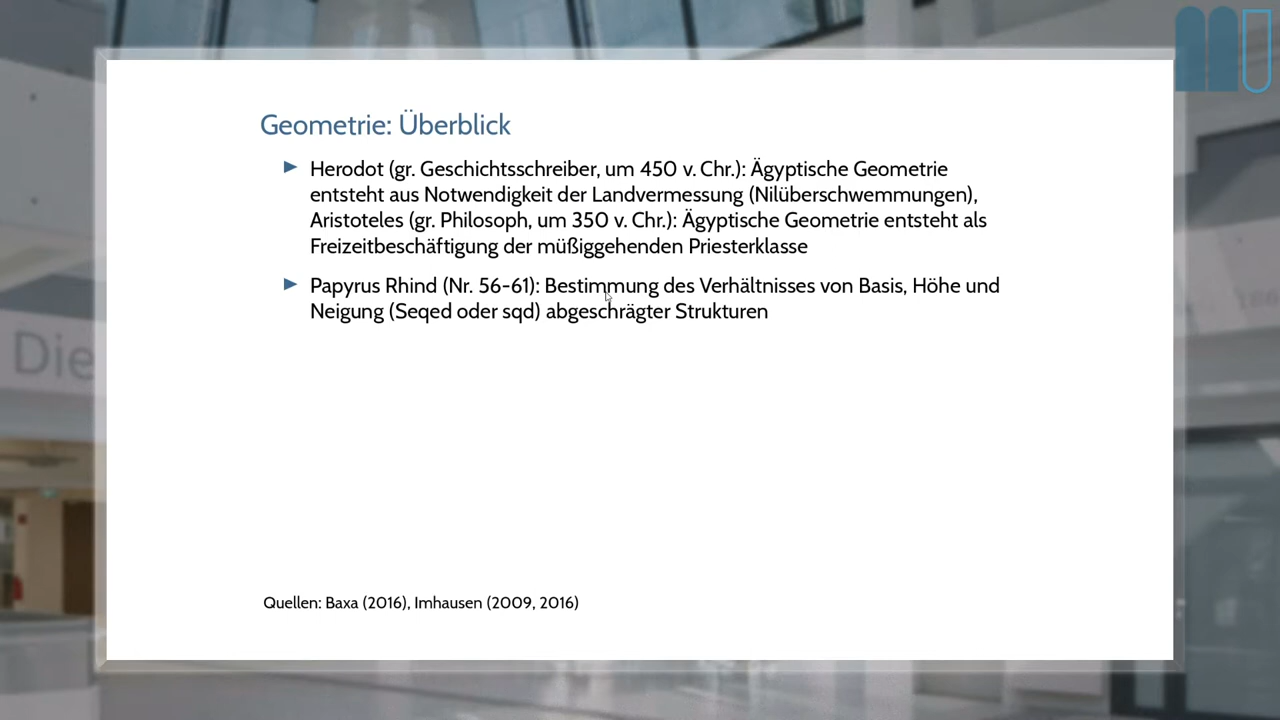 Geometrie: Überblick
Herodot (gr. Geschichtsschreiber, um 450 v. Chr.): Ägyptische Geometrie
entsteht aus Notwendigkeit der Landvermessung (Nilüberschwemmungen),
Aristoteles (gr. Philosoph, um 350 v. Chr.): Ägyptische Geometrie entsteht als
Freizeitbeschäftigung der müßiggehenden Priesterklasse
Papyrus Rhind (Nr. 56-61): Bestimmung des Verhältnisses von Basis, Höhe und
Neigung (Seqed oder sqd) abgeschrägter Strukturen
Die
Quellen: Baxa (2016), Imhausen (2009, 2016)